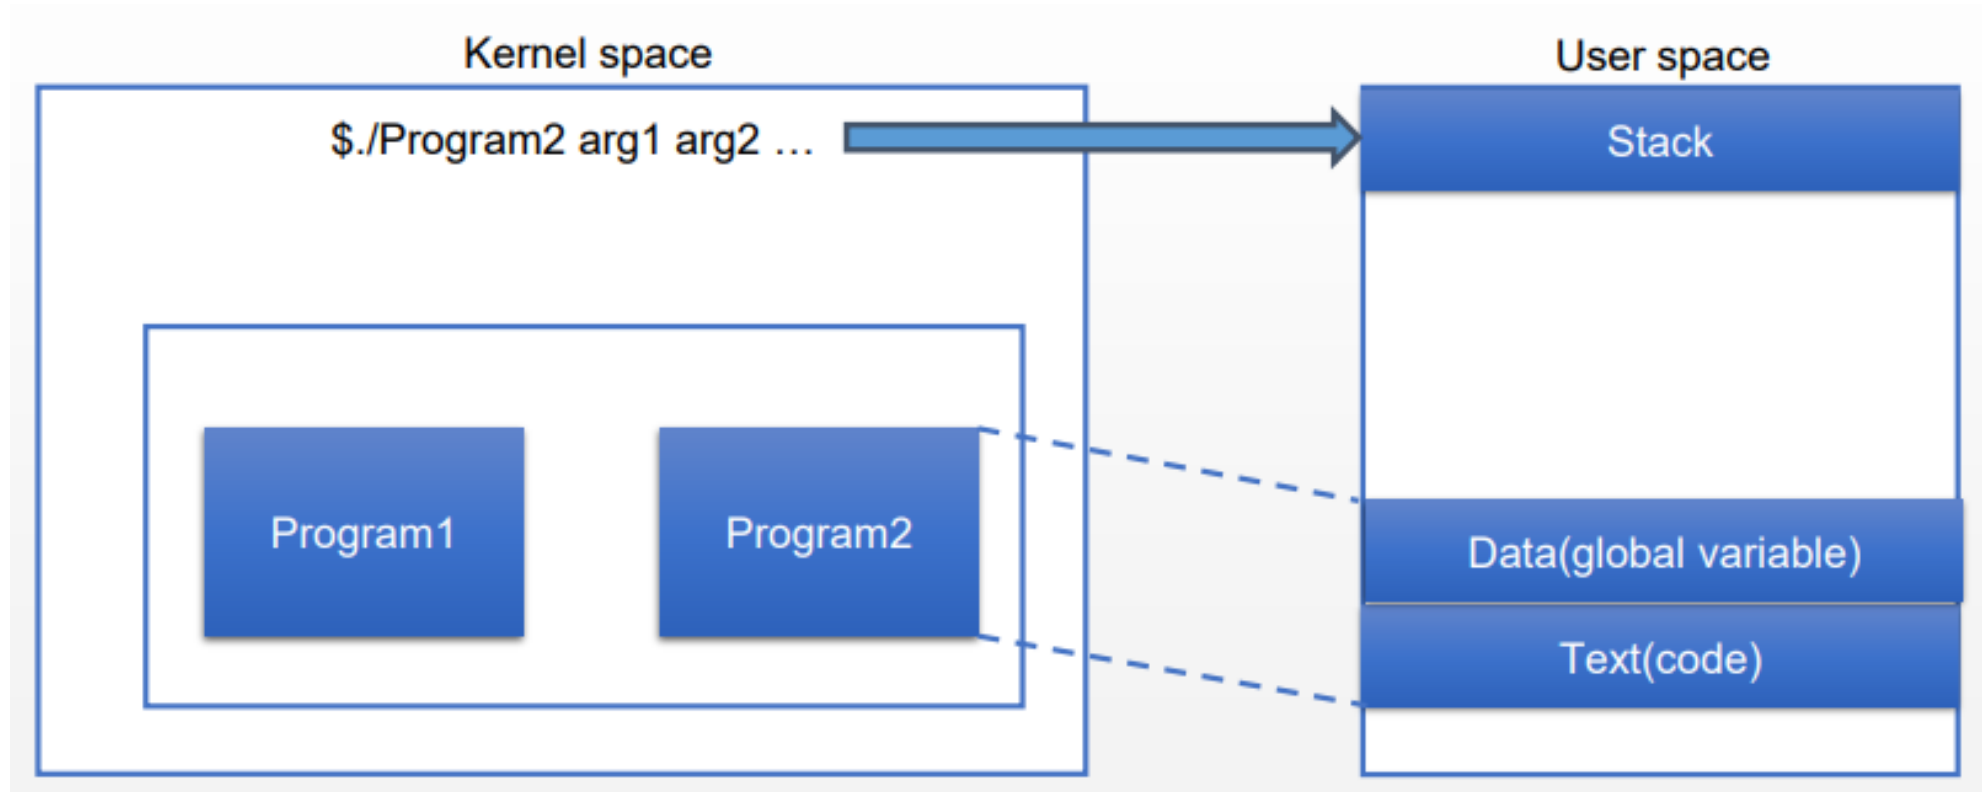 Kernel space
User space
$./Program2 arg1 arg2 …
Stack
Program1
Program2
Data(global variable)
Text(code)